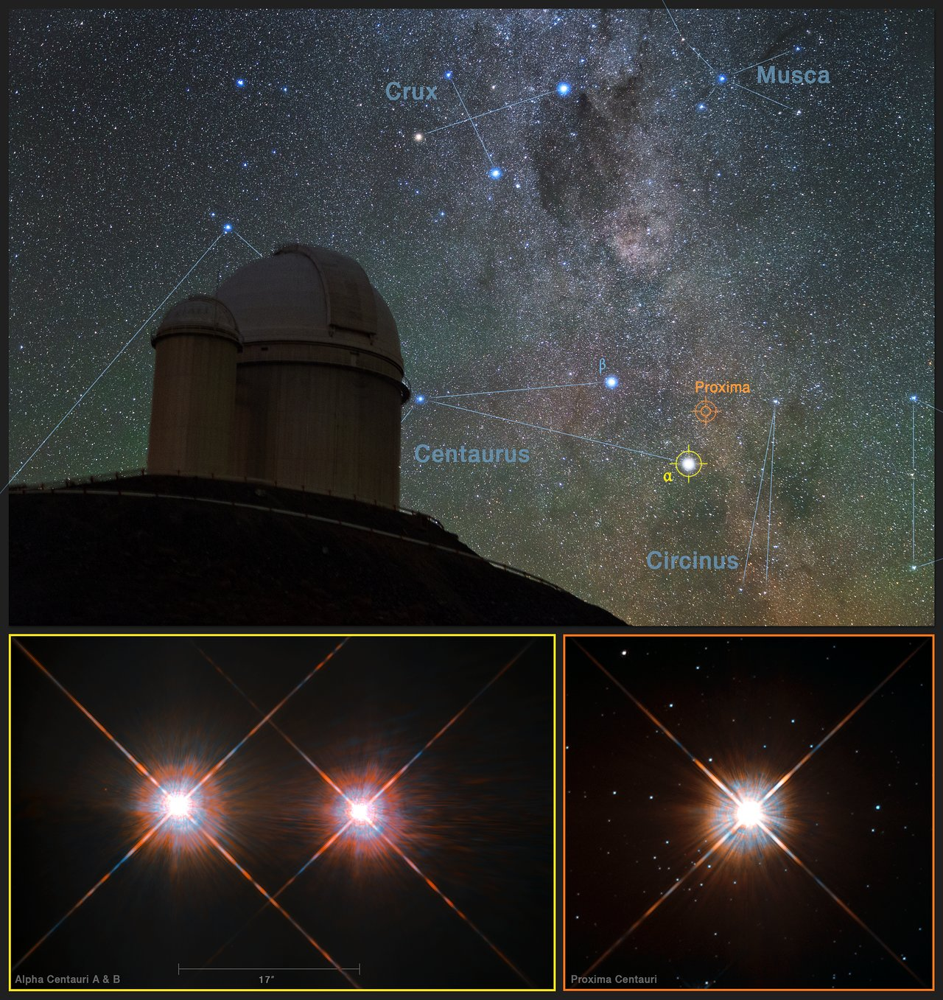 Crux
Musca
β
Proxima
Centaurus
α
Circinus
Alpha Centauri A & B
17″
Proxima Centauri